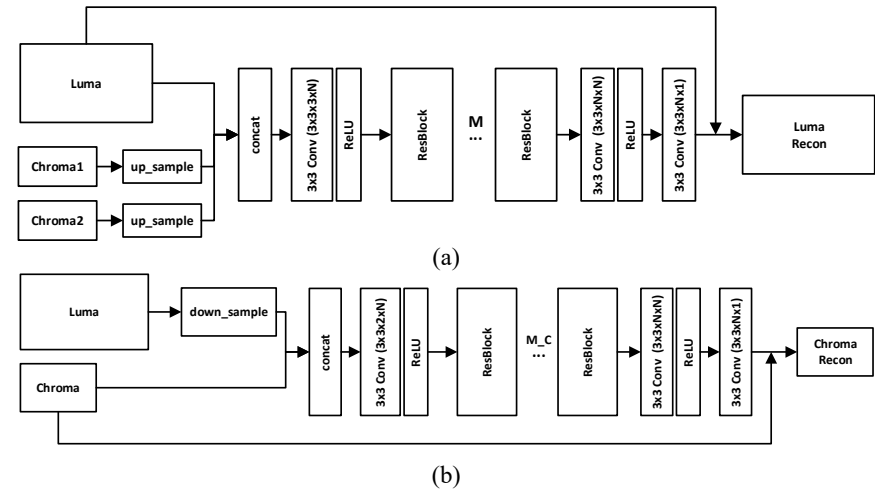 Luma
Chroma1
up_sample
Chroma2
up_sample
concat
3x3 Conv (3x3x3xN)
ReLU
ResBlock
M
...
ResBlock
3x3 Conv (3x3xNxN)
ReLU
3x3 Conv (3x3xNx1)
Luma
Recon
(a)
Luma
down_sample
Chroma
concat
3x3 Conv (3x3x2xN)
ReLU
ResBlock
M_C
...
ResBlock
3x3 Conv (3x3xNxN)
ReLU
3x3 Conv (3x3xNx1)
Chroma
Recon
(b)